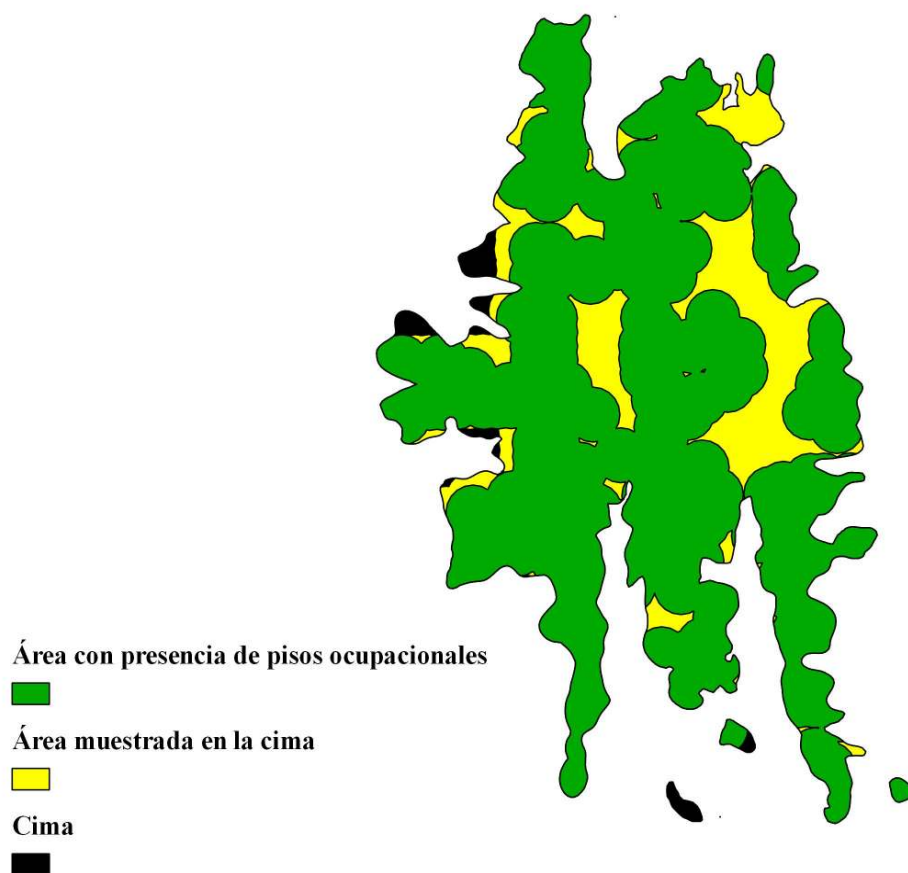 Área con presencia de pisos ocupacionales
Área muestrada en la cima
Cima